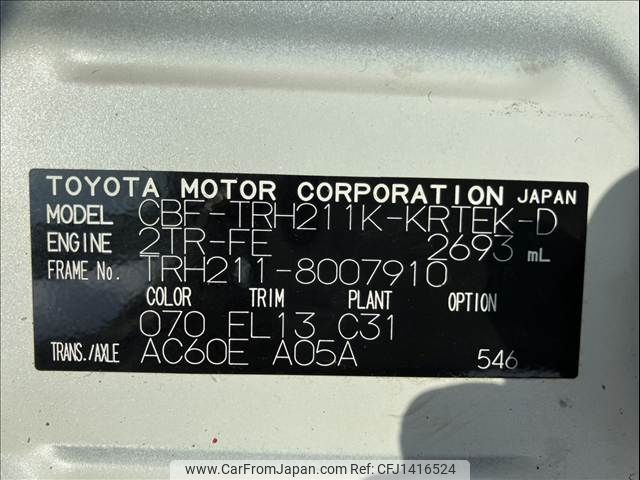 TOYOTA MOTOR CORPORATION JAPAN
MODEL CBF-TRH211K-KRTEK-D
ENGINE 2TR-FE 2693 mL
FRAME No. TRH211-8007910
COLOR TRIM PLANT OPTION
070 FL13 C31
TRANS./AXLE AC60E A05A 546
www.CarFromJapan.com CFJ1416524